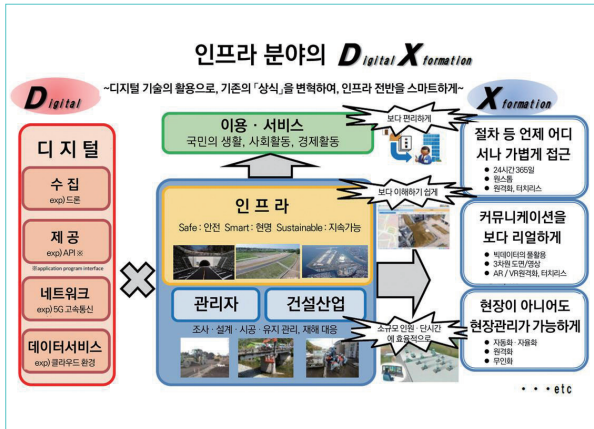 인프라 분야의 Digital Xformation
~디지털 기술의 활용으로, 기존의 「상식」을 변혁하여, 인프라 전반을 스마트하게~
Digital
디지털
수 집
exp) 드론
제 공
exp) API ※
※application program interface
네트워크
exp) 5G 고속통신
데이터서비스
exp) 클라우드 환경
이용 · 서비스
국민의 생활, 사회활동, 경제활동
인 프 라
Safe : 안전 Smart : 현명 Sustainable : 지속가능
관리자
건설산업
조사 · 설계 · 시공 · 유지 관리, 재해 대응
보다 편리하게
보다 이해하기 쉽게
소규모 인원 · 단시간
에 효율적으로
Xformation
절차 등 언제 어디
서나 가볍게 접근
● 24시간 365일
● 원스톱
● 원격화, 터치리스
커뮤니케이션을
보다 리얼하게
● 빅데이터의 풀활용
● 3차원 도면/영상
● AR / VR원격화, 터치리스
현장이 아니어도
현장관리가 가능하게
● 자동화 · 자율화
● 원격화
● 무인화
· · · etc